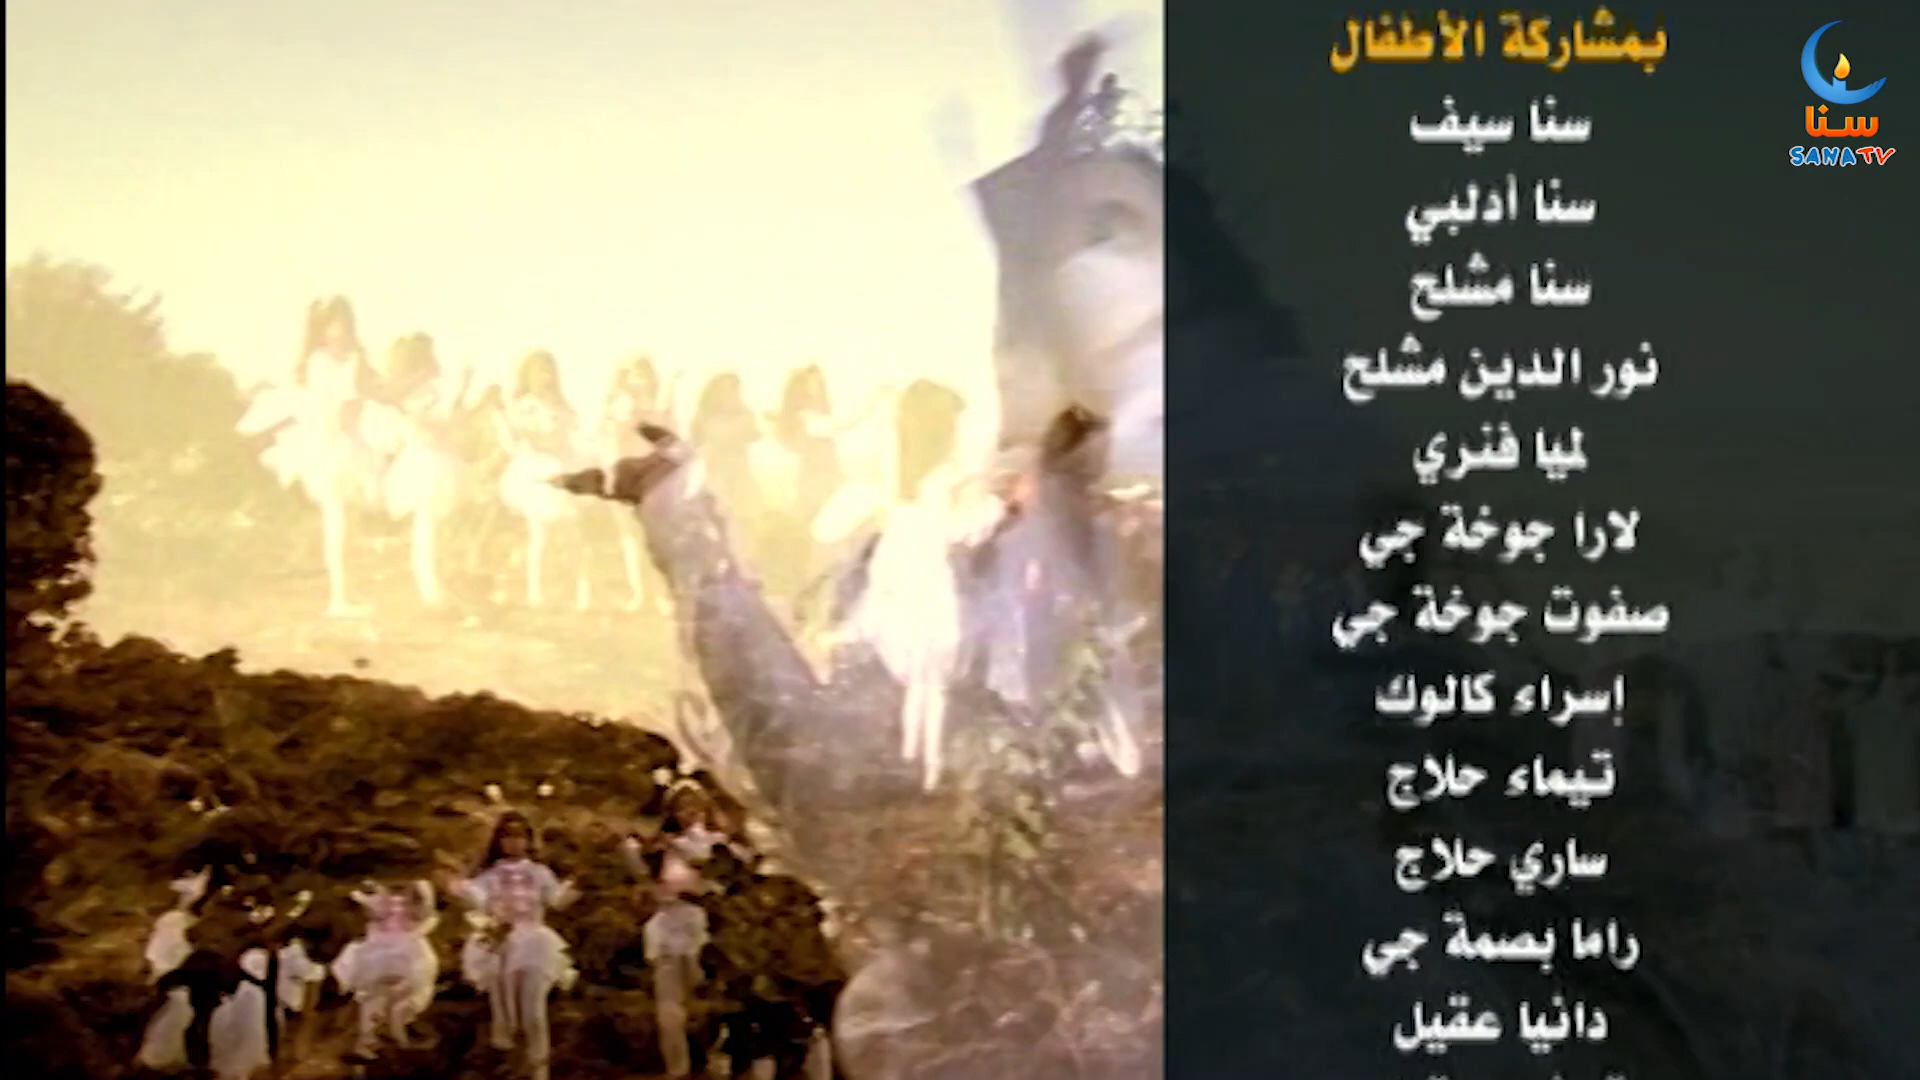 بمشاركة الأطفال
سنا سيف
سنا أدلبي
سنا مشلح
نور الدين مشلح
لميا فنري
لارا جوخة جي
صفوت جوخة جي
إسراء كالوك
تيماء حلاج
ساري حلاج
راما بصمة جي
دانيا عقيل
سنا
SANA TV